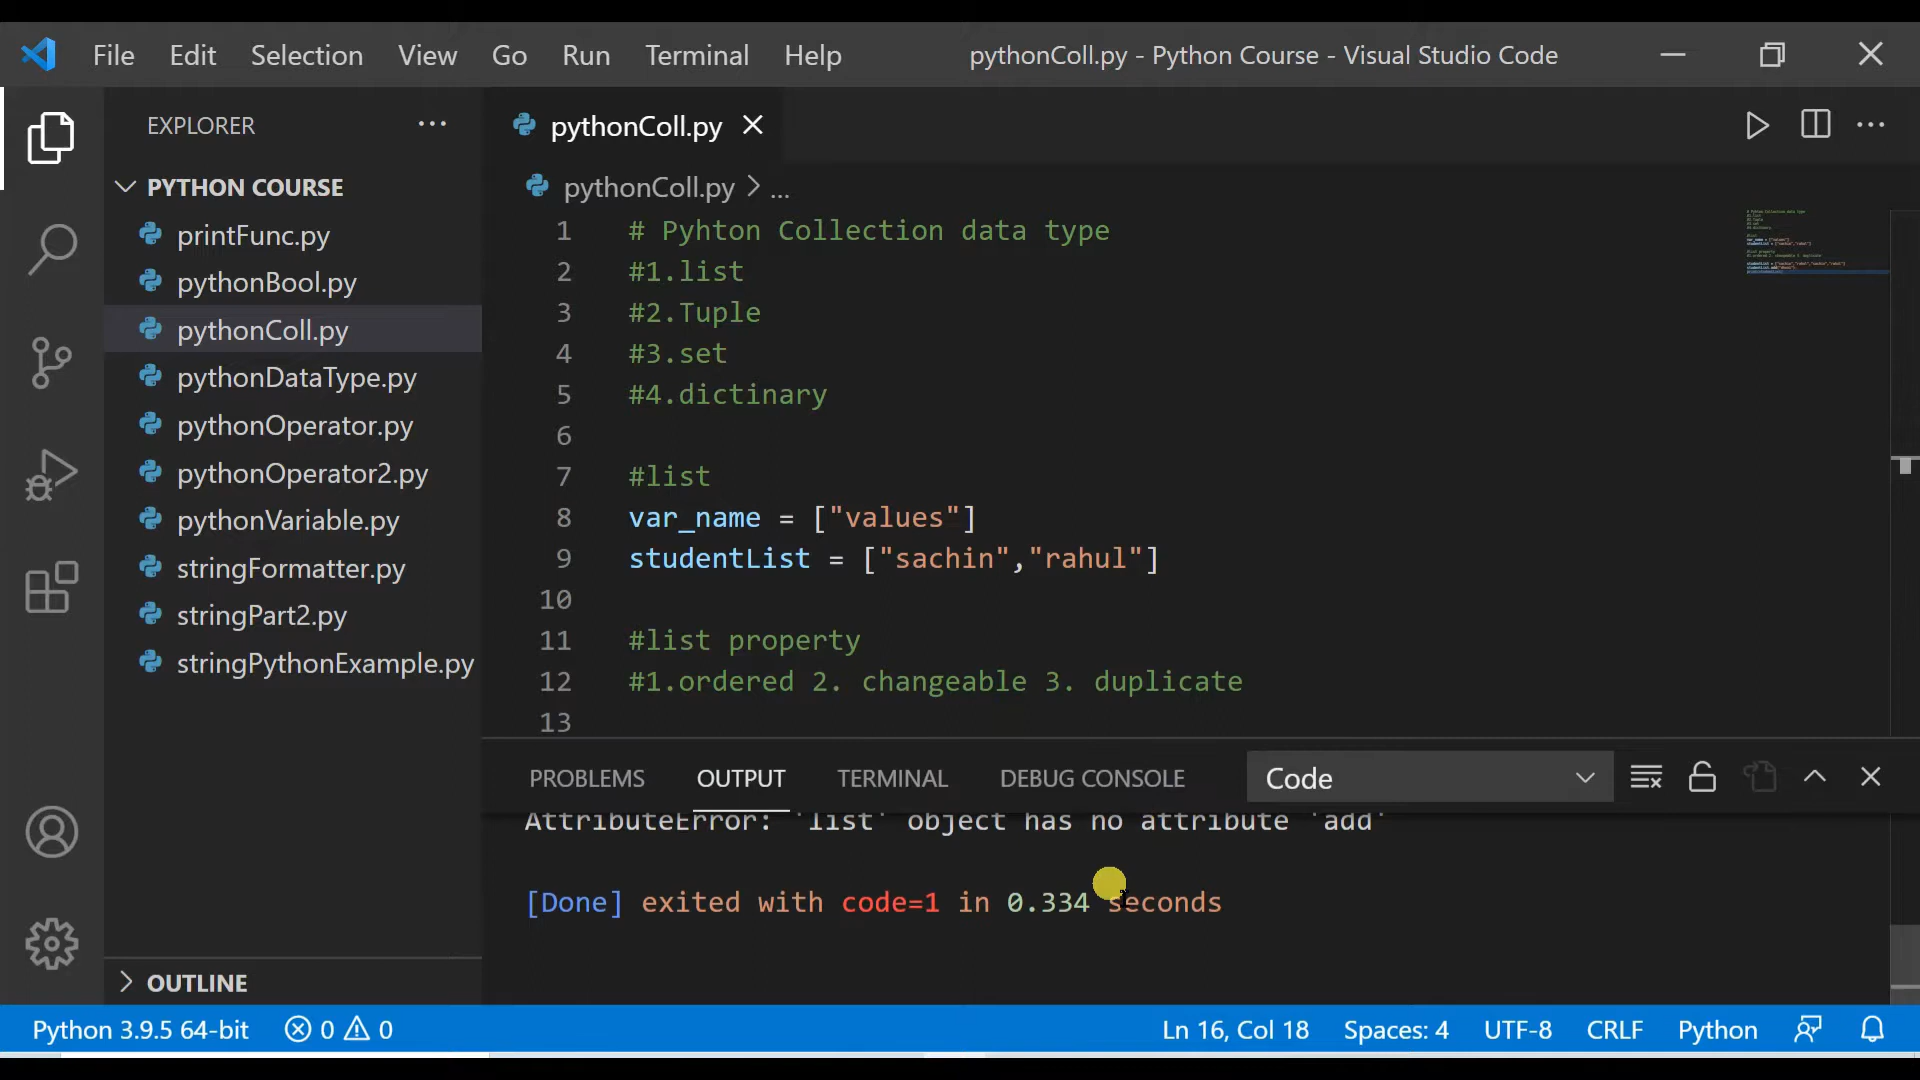 File Edit Selection View Go Run Terminal Help pythonColl.py - Python Course - Visual Studio Code
EXPLORER
PYTHON COURSE
printFunc.py
pythonBool.py
pythonColl.py
pythonDataType.py
pythonOperator.py
pythonOperator2.py
pythonVariable.py
stringFormatter.py
stringPart2.py
stringPythonExample.py
OUTLINE
pythonColl.py
pythonColl.py > ...
1 # Pyhton Collection data type
2 #1.list
3 #2.Tuple
4 #3.set
5 #4.dictinary
6
7 #list
8 var_name = ["values"]
9 studentList = ["sachin","rahul"]
10
11 #list property
12 #1.ordered 2. changeable 3. duplicate
13
PROBLEMS OUTPUT TERMINAL DEBUG CONSOLE Code
AttributeError: 'list' object has no attribute 'add'
[Done] exited with code=1 in 0.334 seconds
Python 3.9.5 64-bit 0 0 Ln 16, Col 18 Spaces: 4 UTF-8 CRLF Python